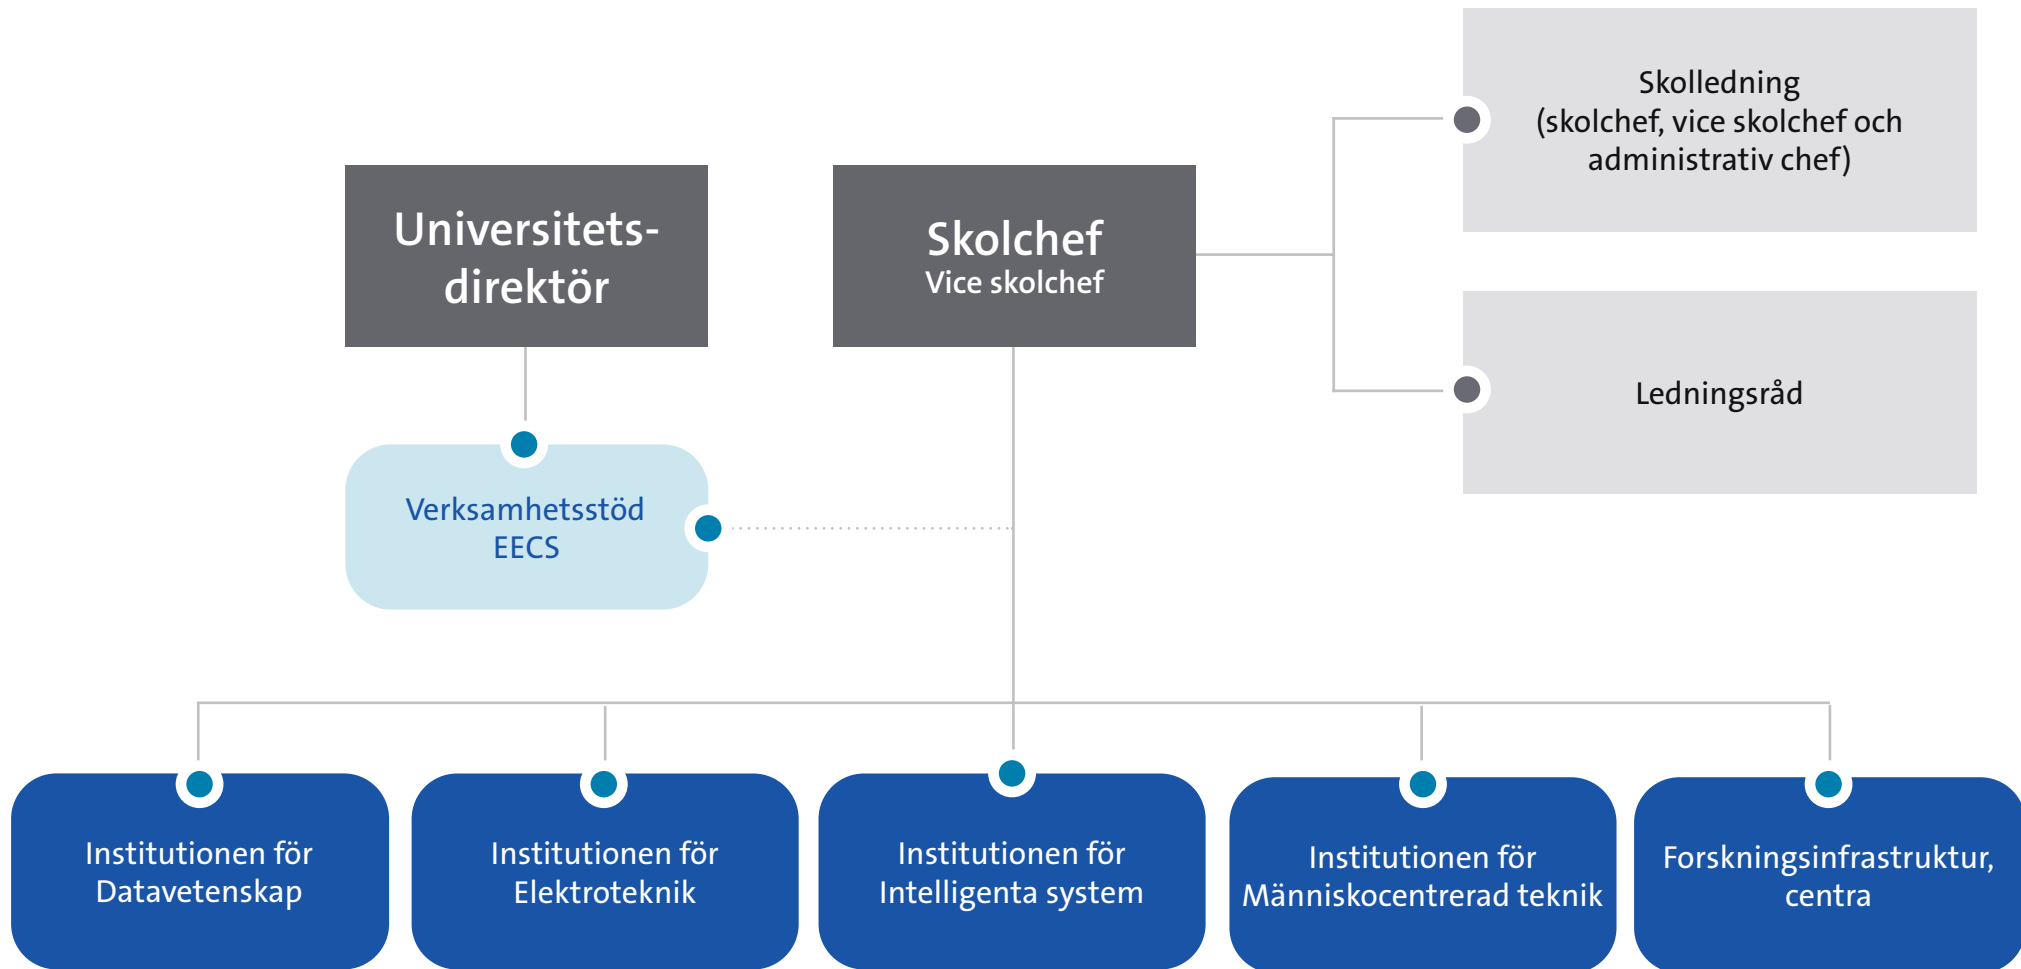 Skolledning
(skolchef, vice skolchef och
administrativ chef)
Universitets-
direktör
Skolchef
Vice skolchef
Ledningsråd
Verksamhetsstöd
EECS
Institutionen för
Datavetenskap
Institutionen för
Elektroteknik
Institutionen för
Intelligenta system
Institutionen för
Människocentrerad teknik
Forskningsinfrastruktur,
centra